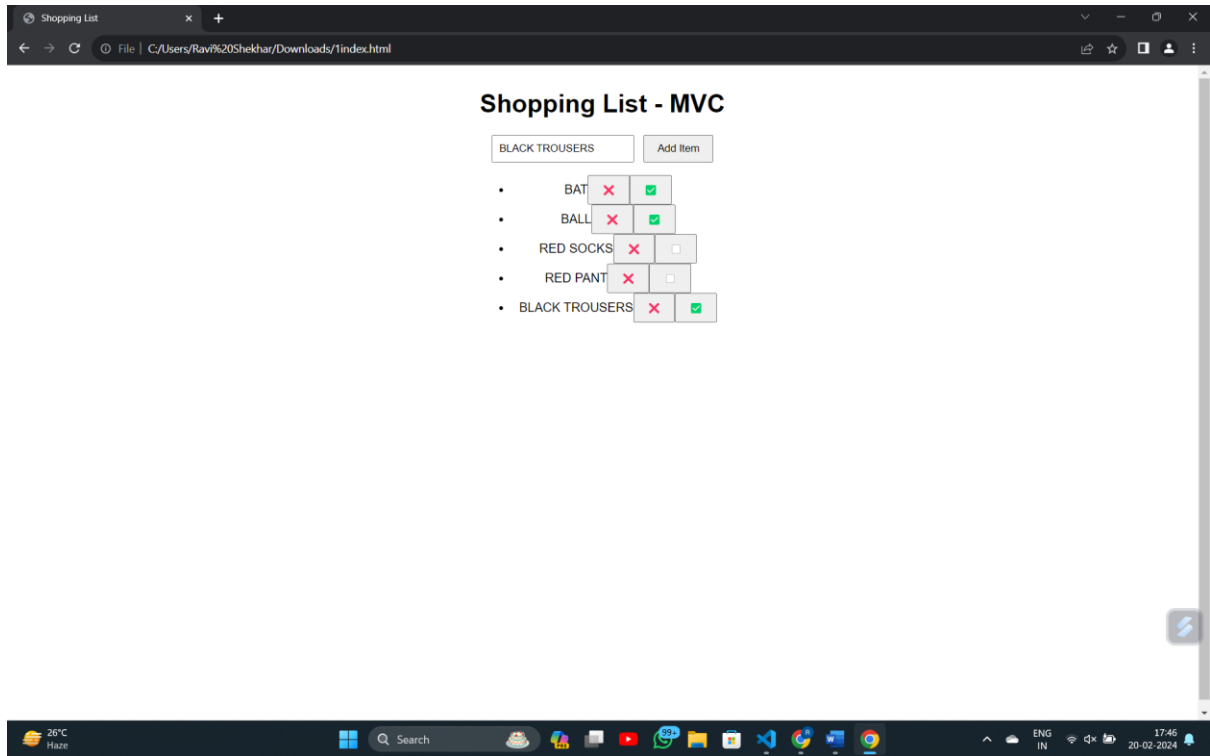 Shopping List
File | C:/Users/Ravi%20Shekhar/Downloads/1index.html
Shopping List - MVC
BLACK TROUSERS Add Item
• BAT
• BALL
• RED SOCKS
• RED PANT
• BLACK TROUSERS
26°C
Haze
Search
99+
ENG
IN
17:46
20-02-2024